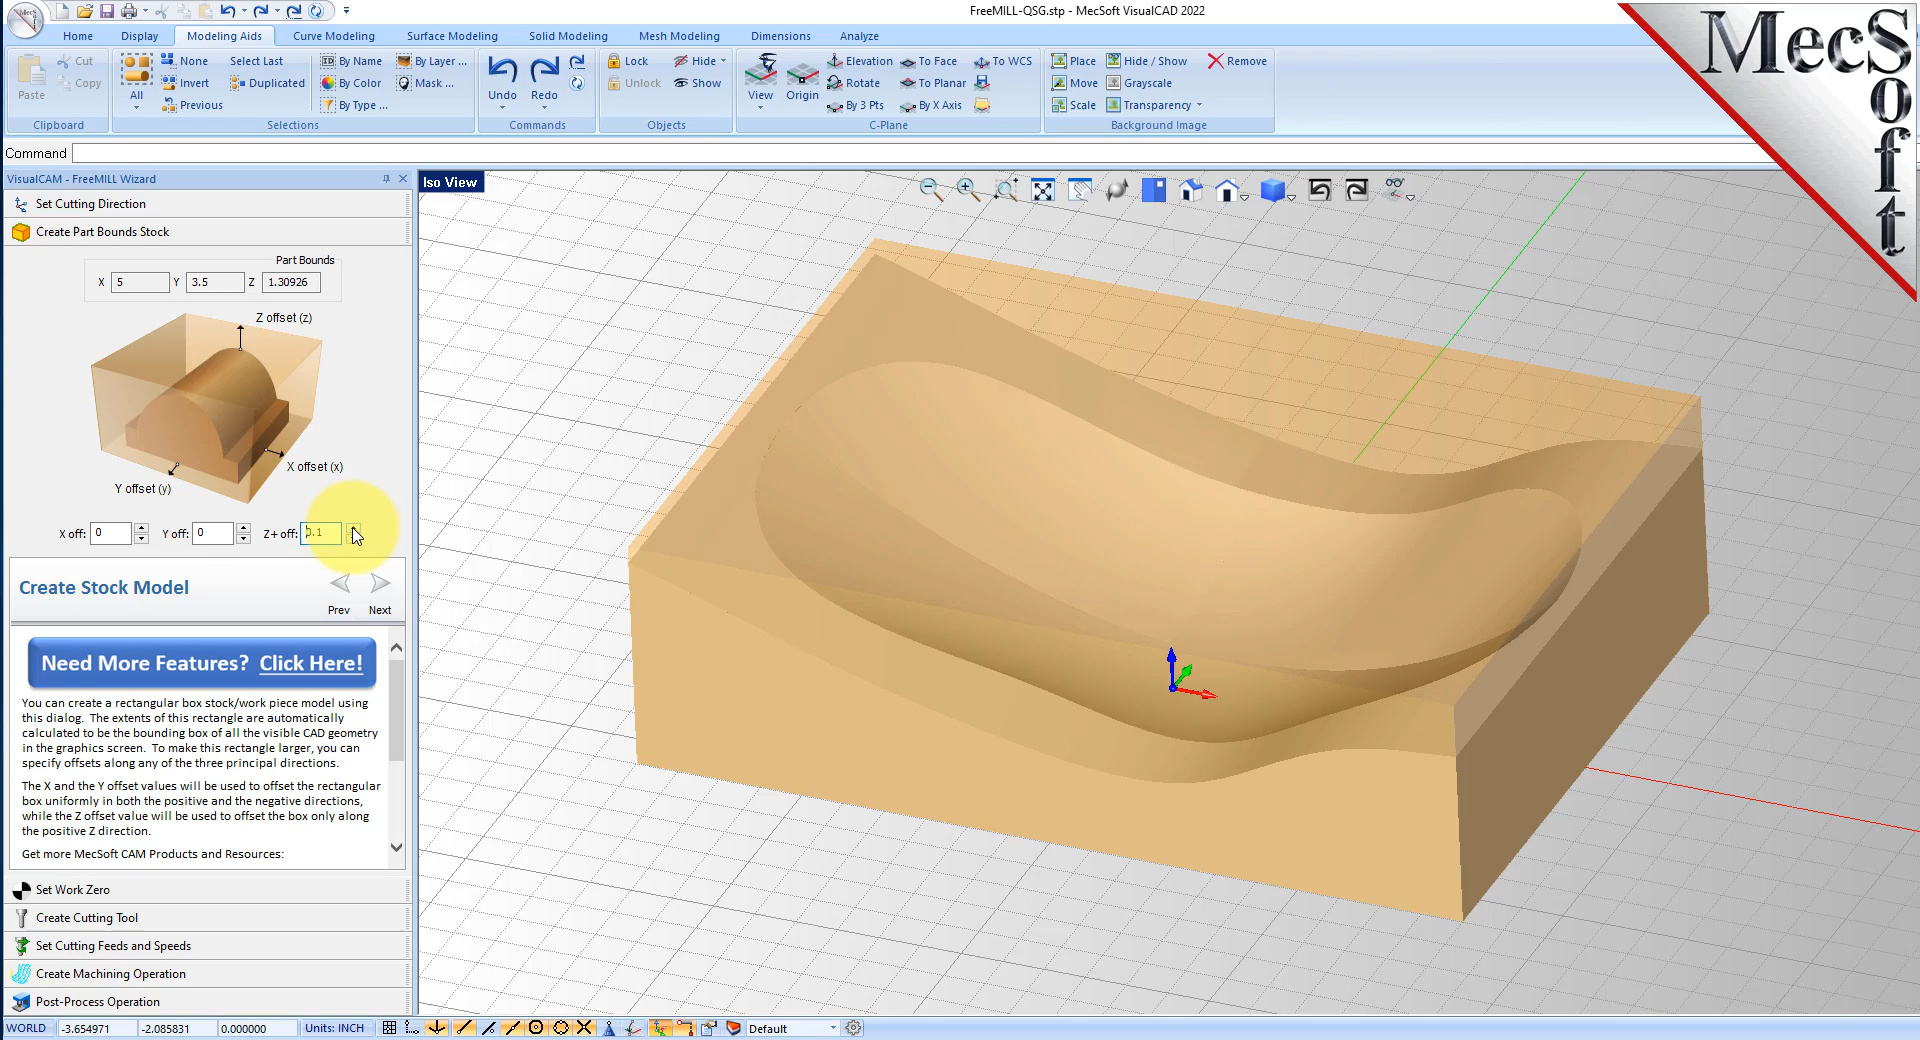 FreeMILL-QSG.stp - MecSoft VisualCAD 2022
MecSoft
Home Display Modeling Aids Curve Modeling Surface Modeling Solid Modeling Mesh Modeling Dimensions Analyze
Paste
Cut
Copy
Clipboard
All
None
Invert
Previous
Select Last
Duplicated
By Name
By Color
By Type ...
By Layer ...
Mask ...
Selections
Undo
Redo
Commands
Lock
Unlock
Hide
Show
Objects
View
Origin
Elevation
Rotate
By 3 Pts
To Face
To Planar
By X Axis
To WCS
C-Plane
Place
Move
Scale
Hide / Show
Grayscale
Transparency
Remove
Background Image
Command
VisualCAM - FreeMILL Wizard
Set Cutting Direction
Create Part Bounds Stock
Part Bounds
X 5 Y 3.5 Z 1.30926
Z offset (z)
X offset (x)
Y offset (y)
X off: 0 Y off: 0 Z+ off: 0.1
Create Stock Model
Prev Next
Need More Features? Click Here!
You can create a rectangular box stock/work piece model using
this dialog. The extents of this rectangle are automatically
calculated to be the bounding box of all the visible CAD geometry
in the graphics screen. To make this rectangle larger, you can
specify offsets along any of the three principal directions.
The X and the Y offset values will be used to offset the rectangular
box uniformly in both the positive and the negative directions,
while the Z offset value will be used to offset the box only along
the positive Z direction.
Get more MecSoft CAM Products and Resources:
Set Work Zero
Create Cutting Tool
Set Cutting Feeds and Speeds
Create Machining Operation
Post-Process Operation
Iso View
WORLD -3.654971 -2.085831 0.000000 Units: INCH Default